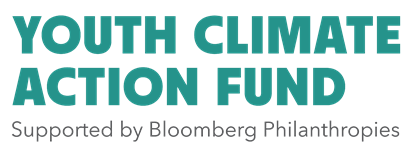 YOUTH CLIMATE
ACTION FUND
Supported by Bloomberg Philanthropies